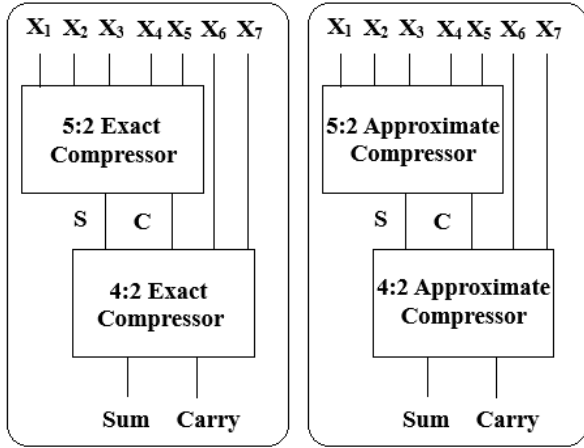 X₁ X₂ X₃ X₄ X₅ X₆ X₇
5:2 Exact
Compressor
S C
4:2 Exact
Compressor
Sum Carry
X₁ X₂ X₃ X₄ X₅ X₆ X₇
5:2 Approximate
Compressor
S C
4:2 Approximate
Compressor
Sum Carry